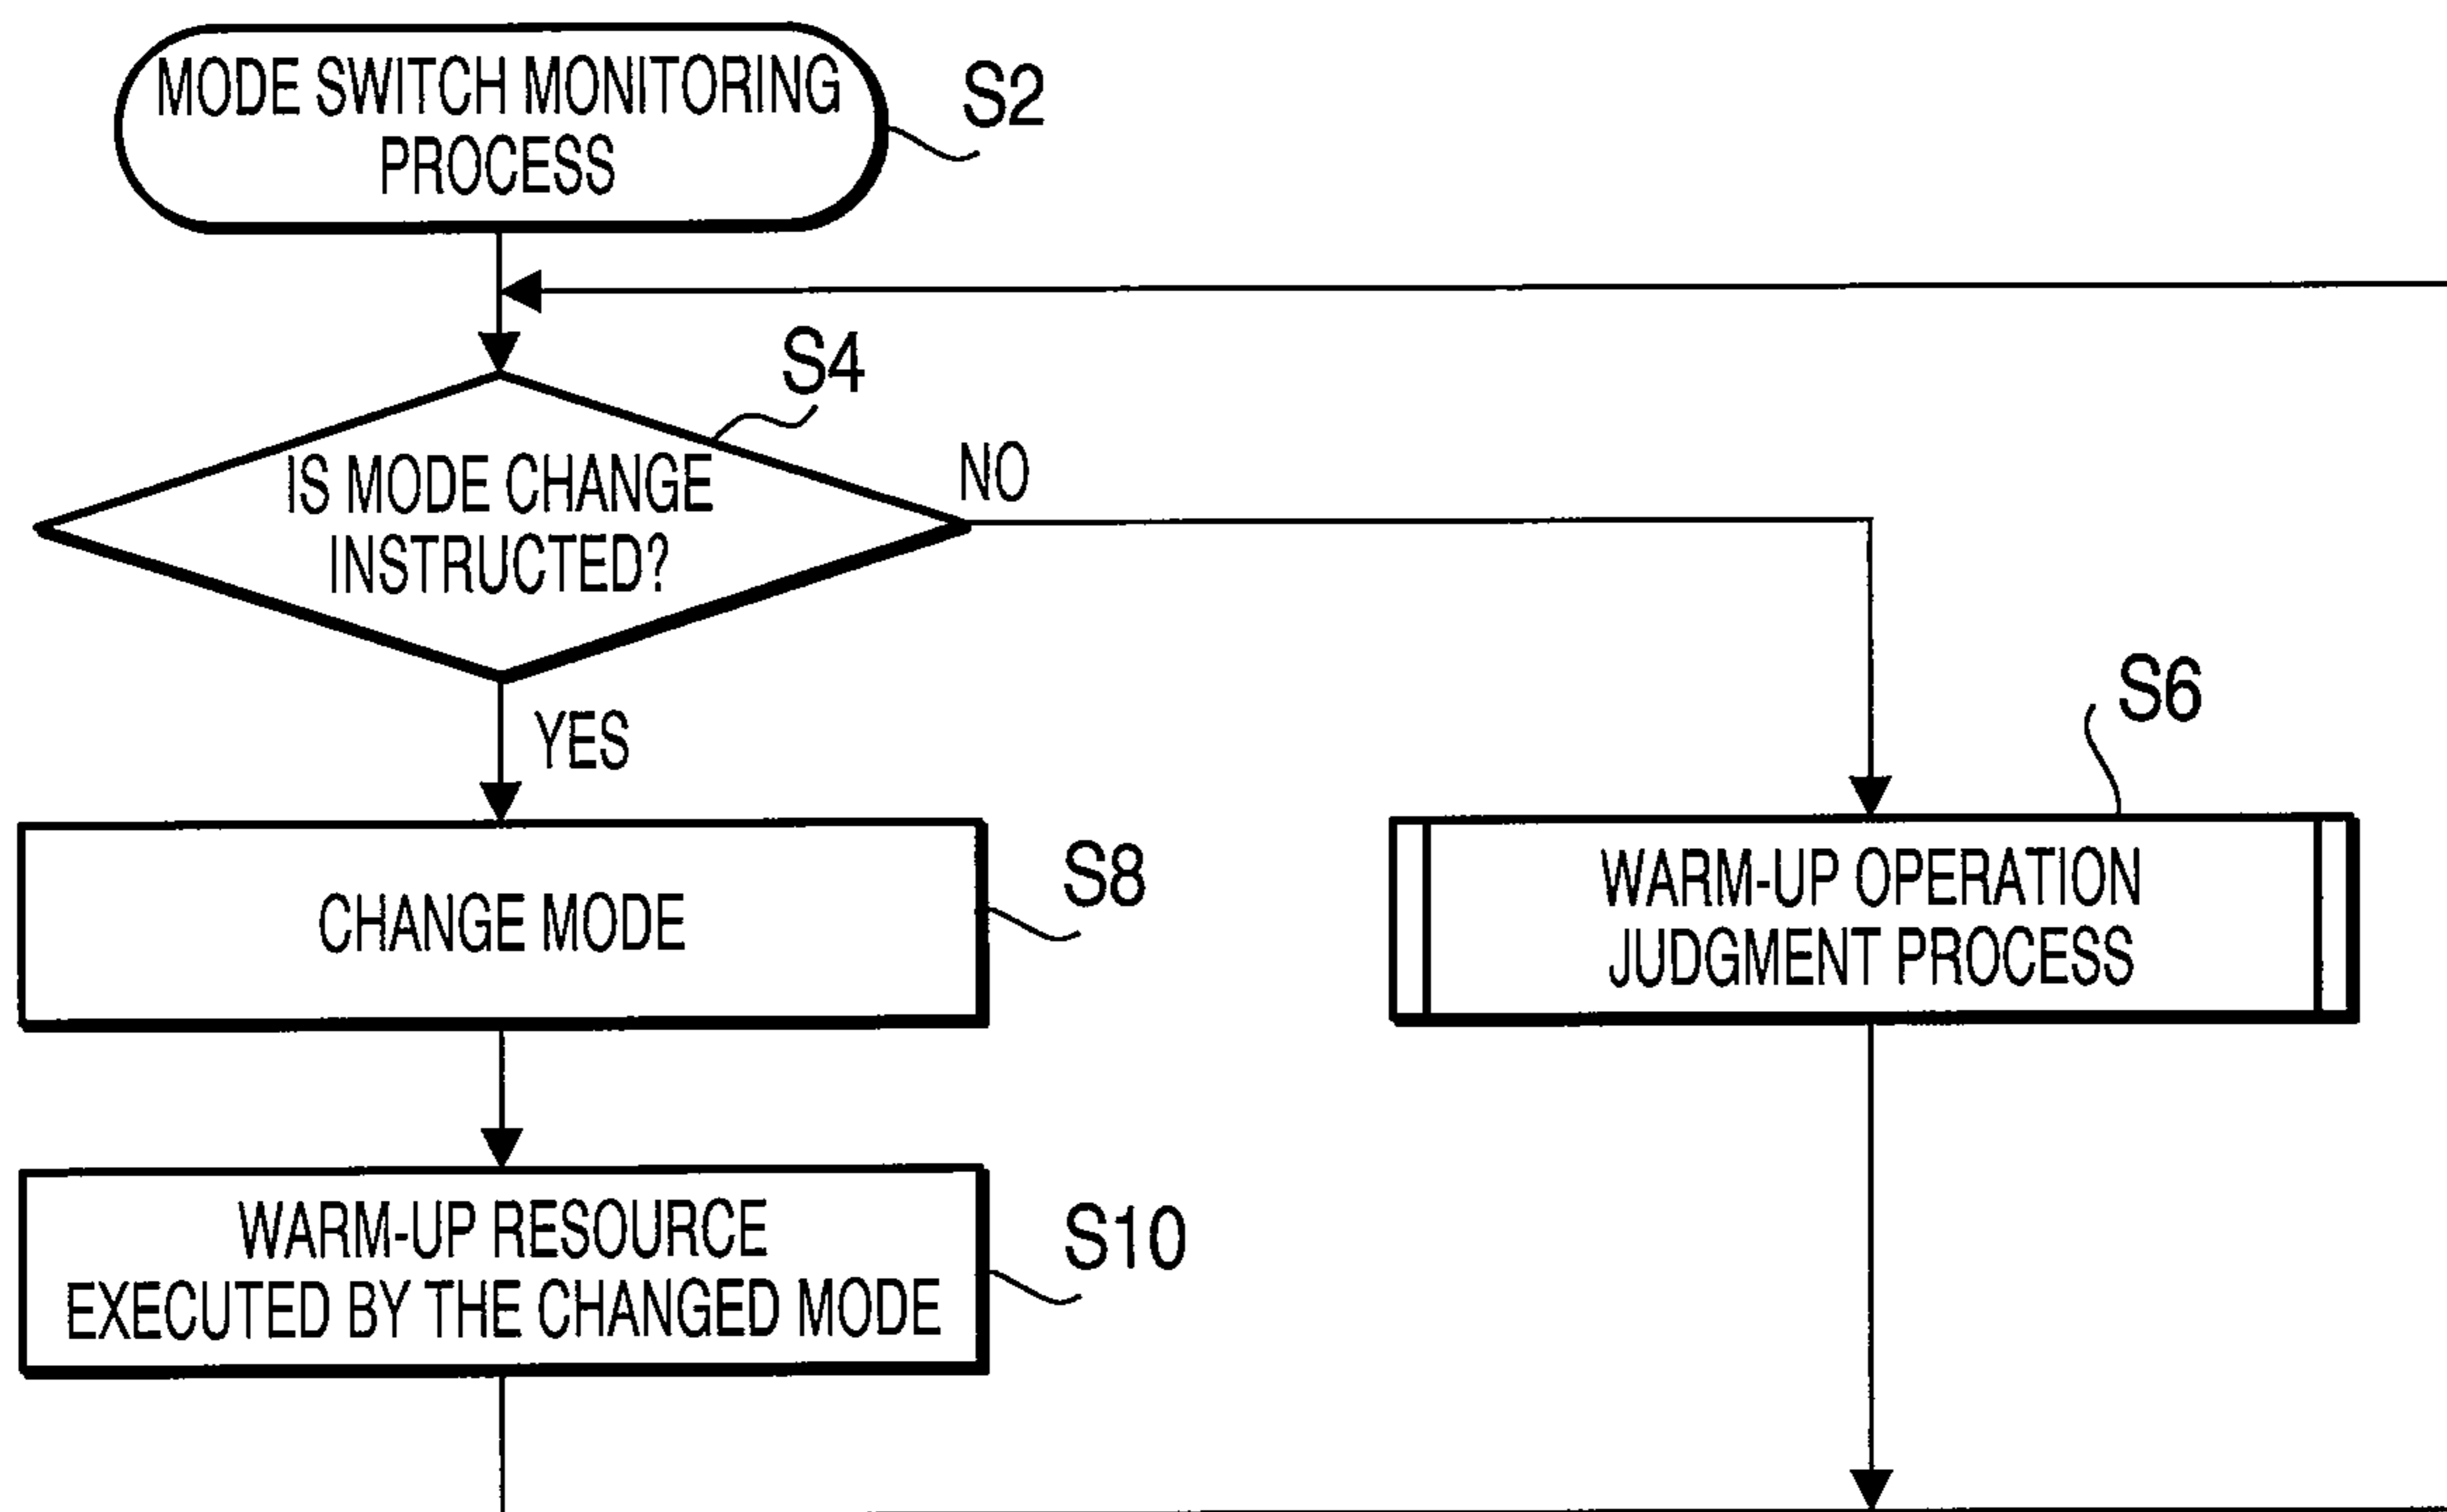 MODE SWITCH MONITORING
PROCESS
S2
S4
IS MODE CHANGE
INSTRUCTED?
NO
YES
S6
CHANGE MODE
S8
WARM-UP OPERATION
JUDGMENT PROCESS
WARM-UP RESOURCE
EXECUTED BY THE CHANGED MODE
S10